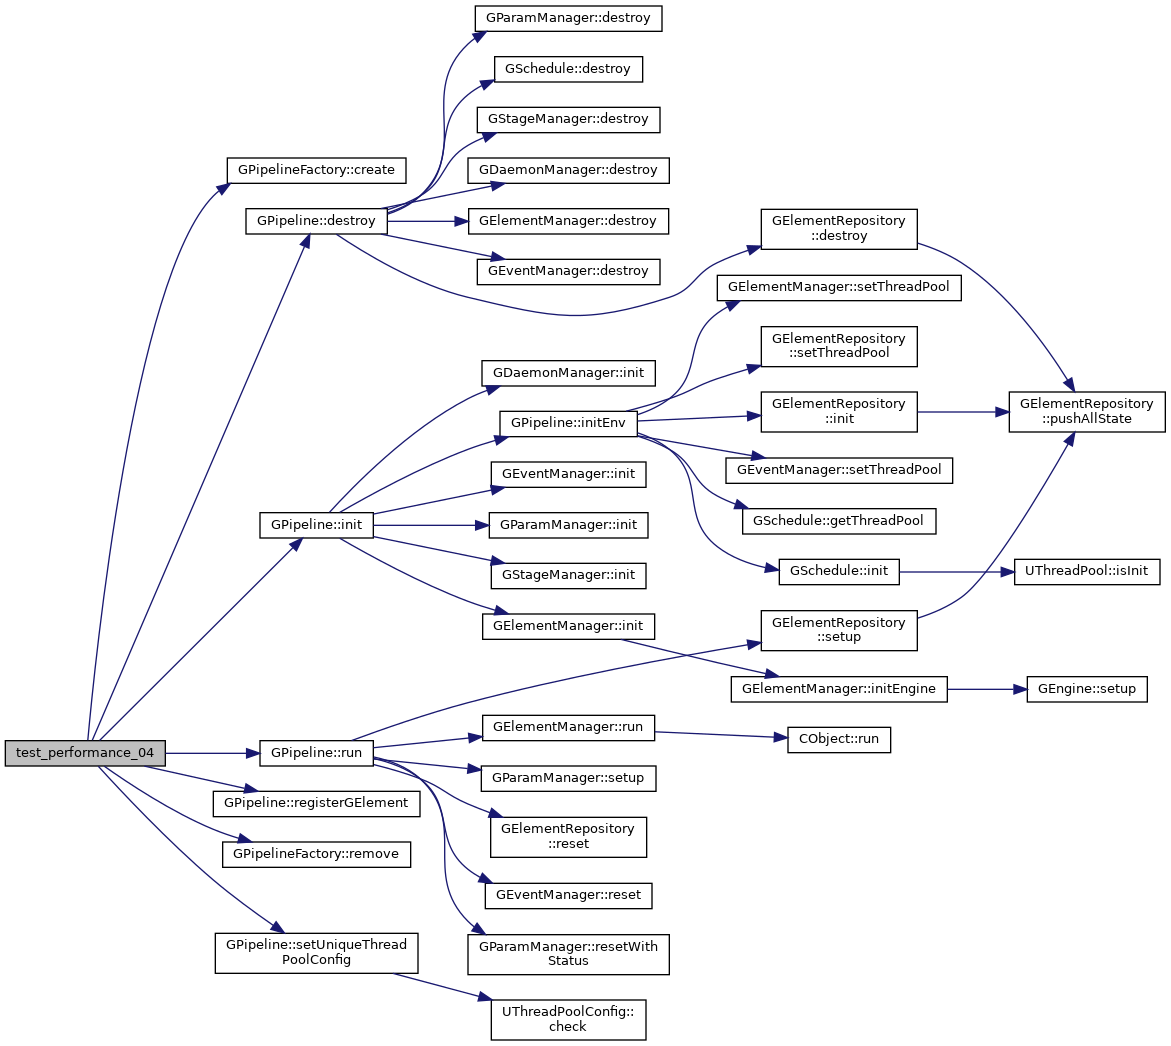 GParamManager::destroy
GSchedule::destroy
GStageManager::destroy
GPipelineFactory::create
GDaemonManager::destroy
GPipeline::destroy
GElementManager::destroy
GElementRepository
::destroy
GEventManager::destroy
GElementManager::setThreadPool
GElementRepository
::setThreadPool
GDaemonManager::init
GPipeline::initEnv
GElementRepository
::init
GElementRepository
::pushAllState
GEventManager::init
GEventManager::setThreadPool
GPipeline::init
GParamManager::init
GSchedule::getThreadPool
GStageManager::init
GSchedule::init
UThreadPool::isInit
GElementManager::init
GElementRepository
::setup
GElementManager::initEngine
GEngine::setup
test_performance_04
GPipeline::run
GElementManager::run
CObject::run
GParamManager::setup
GPipeline::registerGElement
GElementRepository
::reset
GPipelineFactory::remove
GEventManager::reset
GPipeline::setUniqueThread
PoolConfig
GParamManager::resetWith
Status
UThreadPoolConfig::
check